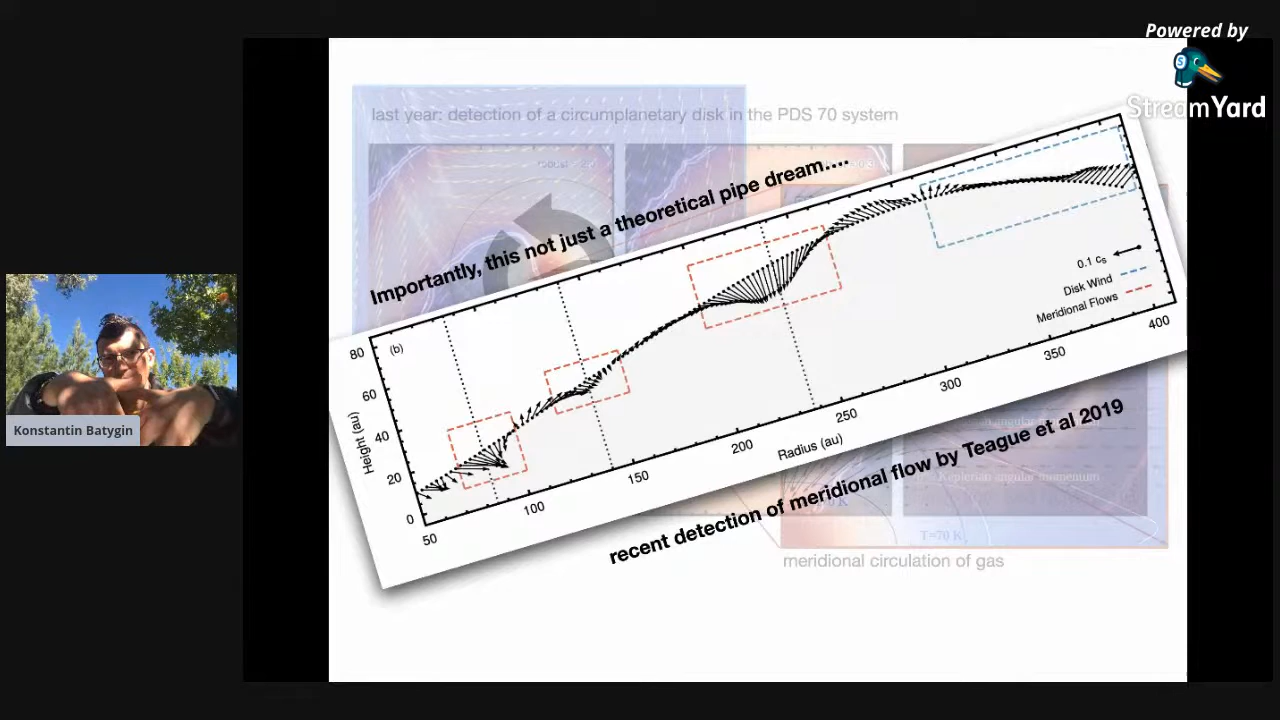 Powered by
StreamYard
last year: detection of a circumplanetary disk in the PDS 70 system
Importantly, this not just a theoretical pipe dream....
(b)
80
60
40
20
0
Height (au)
50
100
150
200
250
300
350
400
Radius (au)
0.1 cs
Disk Wind
Meridional Flows
recent detection of meridional flow by Teague et al 2019
Keplerian angular momentum
T=70 K
meridional circulation of gas
Konstantin Batygin